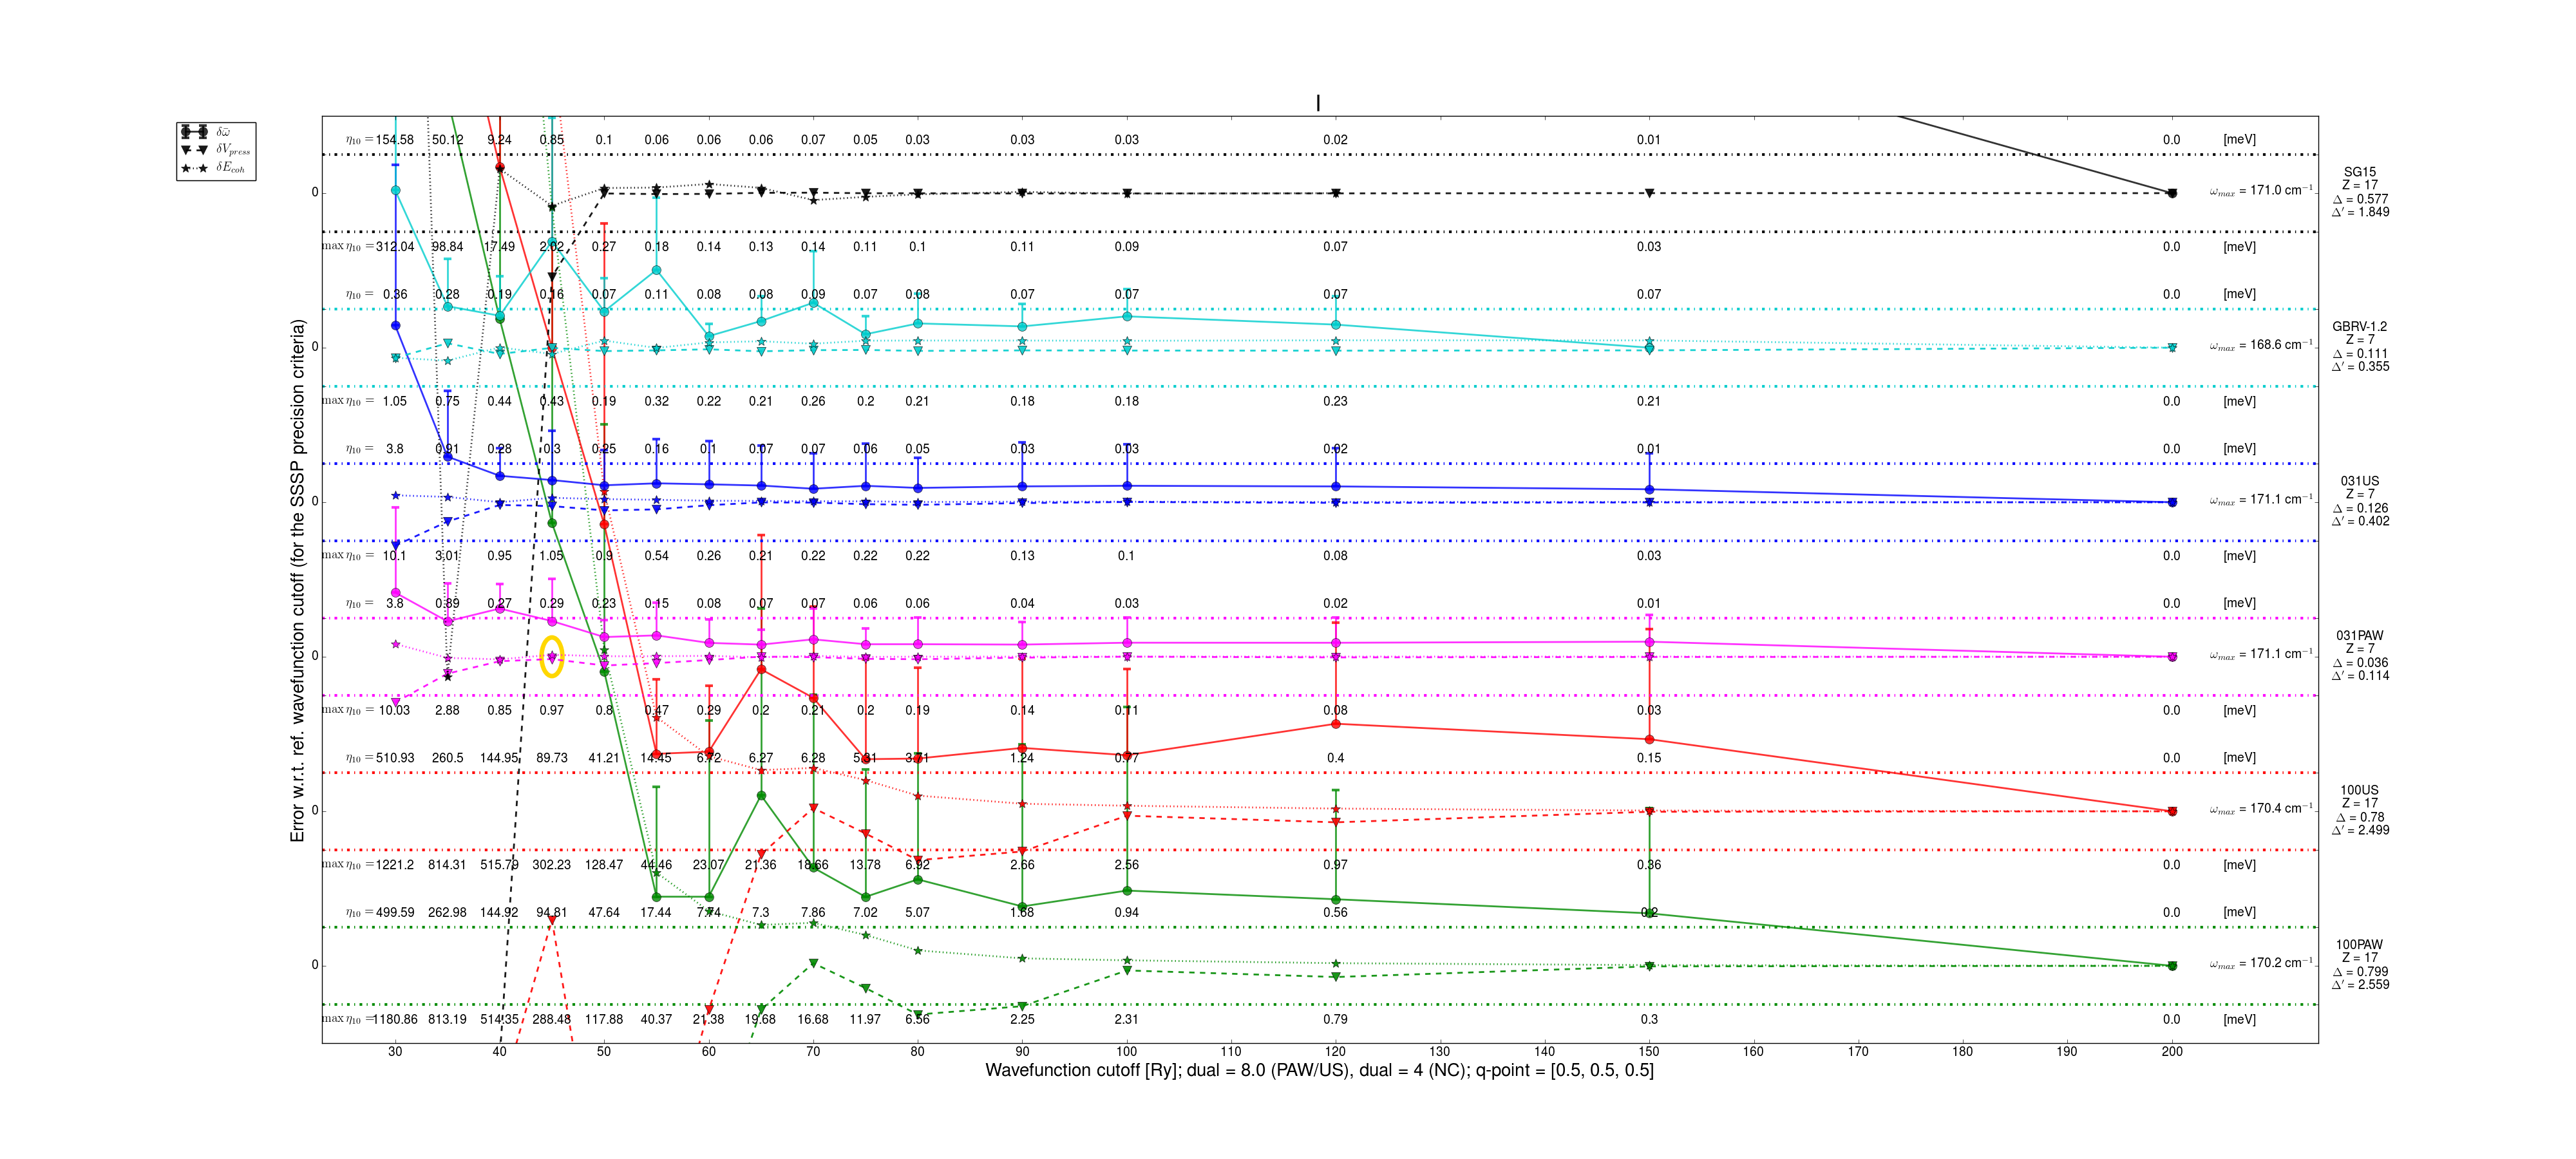 I
δω̄
δV_press
δE_coh
Error w.r.t. ref. wavefunction cutoff (for the SSSP precision criteria)
η₁₀ = 154.58 50.12 9.24 0.85 0.1 0.06 0.06 0.06 0.07 0.05 0.03 0.03 0.03 0.02 0.01 0.0 [meV]
0 ω_max = 171.0 cm⁻¹
max η₁₀ = 312.04 98.84 17.49 2.02 0.27 0.18 0.14 0.13 0.14 0.11 0.1 0.11 0.09 0.07 0.03 0.0 [meV]
SG15
Z = 17
Δ = 0.577
Δ' = 1.849
η₁₀ = 0.36 0.28 0.19 0.16 0.07 0.11 0.08 0.08 0.09 0.07 0.08 0.07 0.07 0.07 0.07 0.0 [meV]
0 ω_max = 168.6 cm⁻¹
max η₁₀ = 1.05 0.75 0.44 0.43 0.19 0.32 0.22 0.21 0.26 0.2 0.21 0.18 0.18 0.23 0.21 0.0 [meV]
GBRV-1.2
Z = 7
Δ = 0.111
Δ' = 0.355
η₁₀ = 3.8 0.91 0.28 0.3 0.25 0.16 0.1 0.07 0.07 0.06 0.05 0.03 0.03 0.02 0.01 0.0 [meV]
0 ω_max = 171.1 cm⁻¹
max η₁₀ = 10.1 3.01 0.95 1.05 0.9 0.54 0.26 0.21 0.22 0.22 0.22 0.13 0.1 0.08 0.03 0.0 [meV]
031US
Z = 7
Δ = 0.126
Δ' = 0.402
η₁₀ = 3.8 0.89 0.27 0.29 0.23 0.15 0.08 0.07 0.07 0.06 0.06 0.04 0.03 0.02 0.01 0.0 [meV]
0 ω_max = 171.1 cm⁻¹
max η₁₀ = 10.03 2.88 0.85 0.97 0.8 0.47 0.29 0.2 0.21 0.2 0.19 0.14 0.11 0.08 0.03 0.0 [meV]
031PAW
Z = 7
Δ = 0.036
Δ' = 0.114
η₁₀ = 510.93 260.5 144.95 89.73 41.21 14.45 6.72 6.27 6.28 5.31 3.71 1.24 0.97 0.4 0.15 0.0 [meV]
0 ω_max = 170.4 cm⁻¹
max η₁₀ = 1221.2 814.31 515.79 302.23 128.47 44.46 23.07 21.36 18.66 13.78 6.92 2.66 2.56 0.97 0.36 0.0 [meV]
100US
Z = 17
Δ = 0.78
Δ' = 2.499
η₁₀ = 499.59 262.98 144.92 94.81 47.64 17.44 7.74 7.3 7.86 7.02 5.07 1.68 0.94 0.56 0.2 0.0 [meV]
0 ω_max = 170.2 cm⁻¹
max η₁₀ = 1180.86 813.19 514.35 288.48 117.88 40.37 21.38 19.68 16.68 11.97 6.56 2.25 2.31 0.79 0.3 0.0 [meV]
100PAW
Z = 17
Δ = 0.799
Δ' = 2.559
30 40 50 60 70 80 90 100 110 120 130 140 150 160 170 180 190 200
Wavefunction cutoff [Ry]; dual = 8.0 (PAW/US), dual = 4 (NC); q-point = [0.5, 0.5, 0.5]